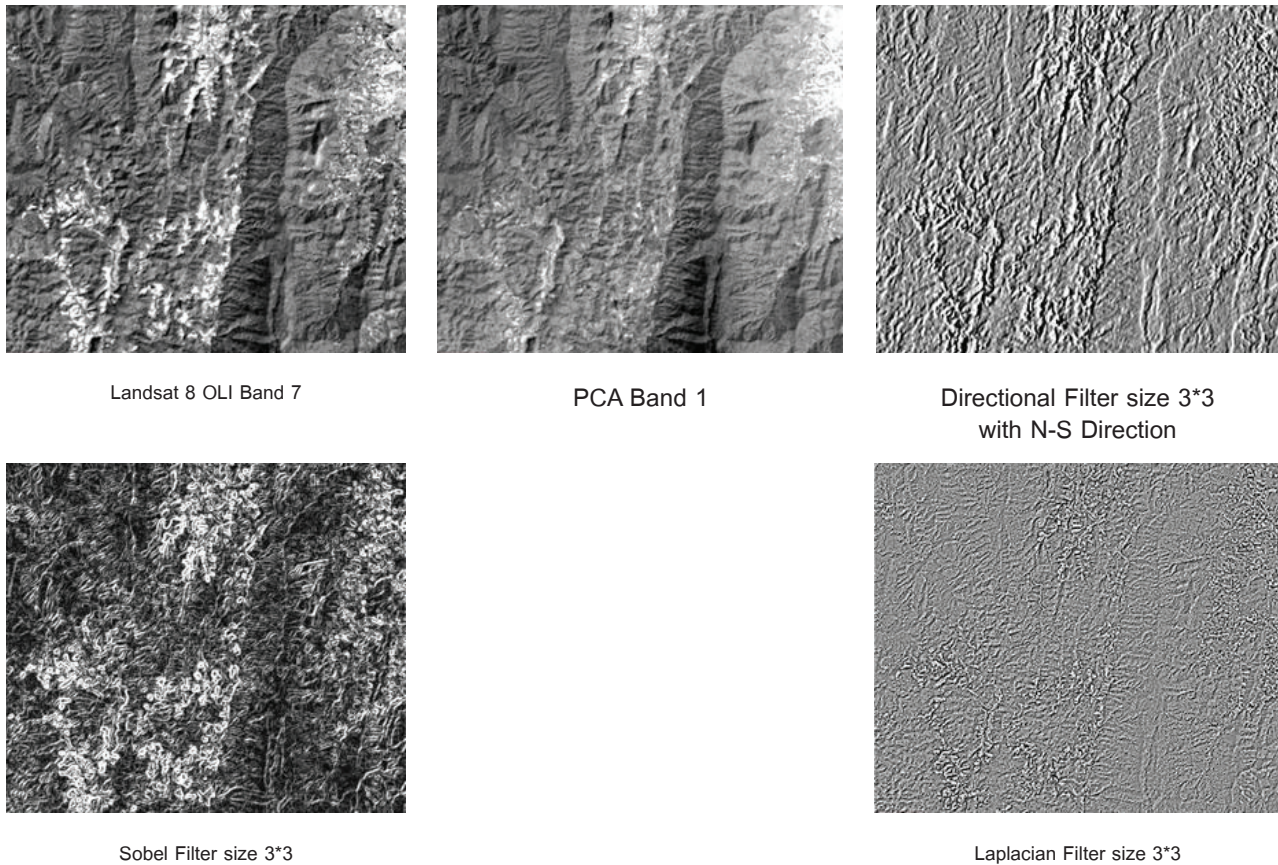 Landsat 8 OLI Band 7
PCA Band 1
Directional Filter size 3*3
with N-S Direction
Sobel Filter size 3*3
Laplacian Filter size 3*3